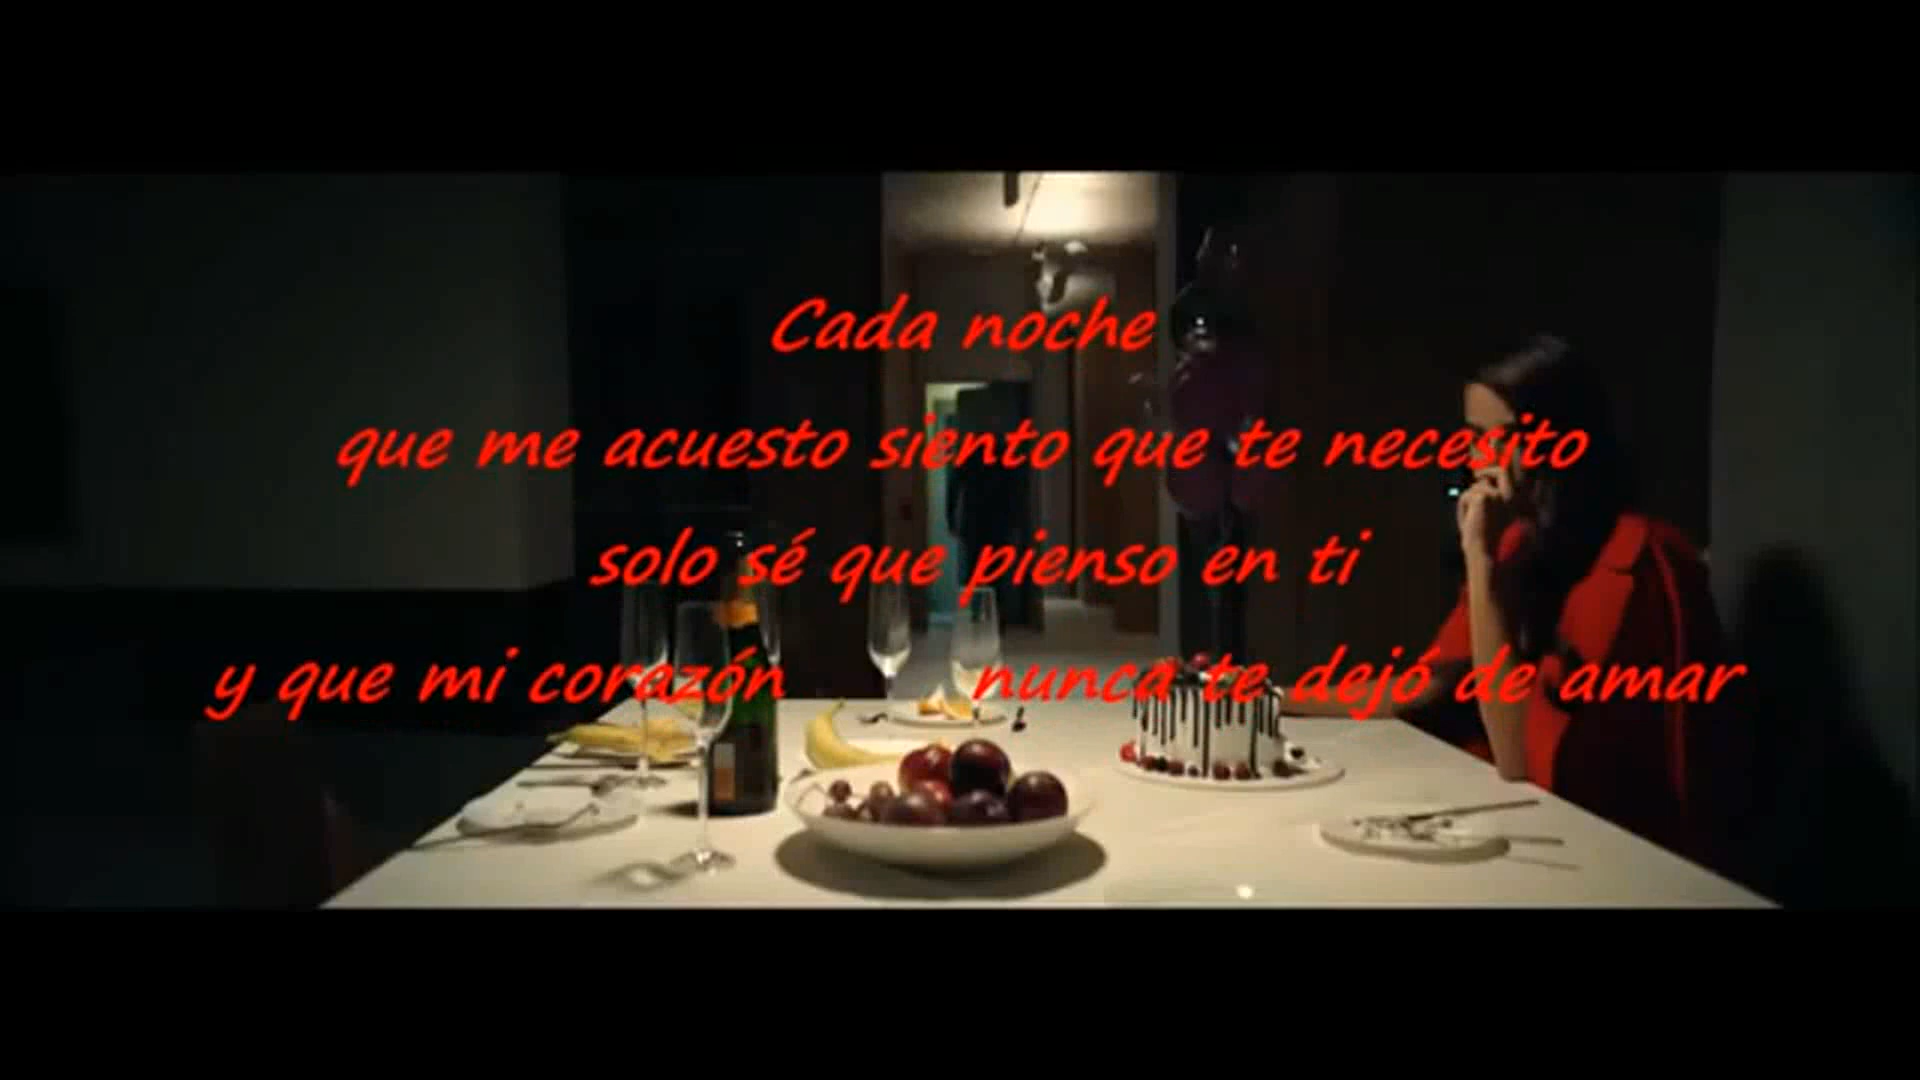 Cada noche
que me acuesto siento que te necesito
solo sé que pienso en ti
y que mi corazón nunca te dejó de amar